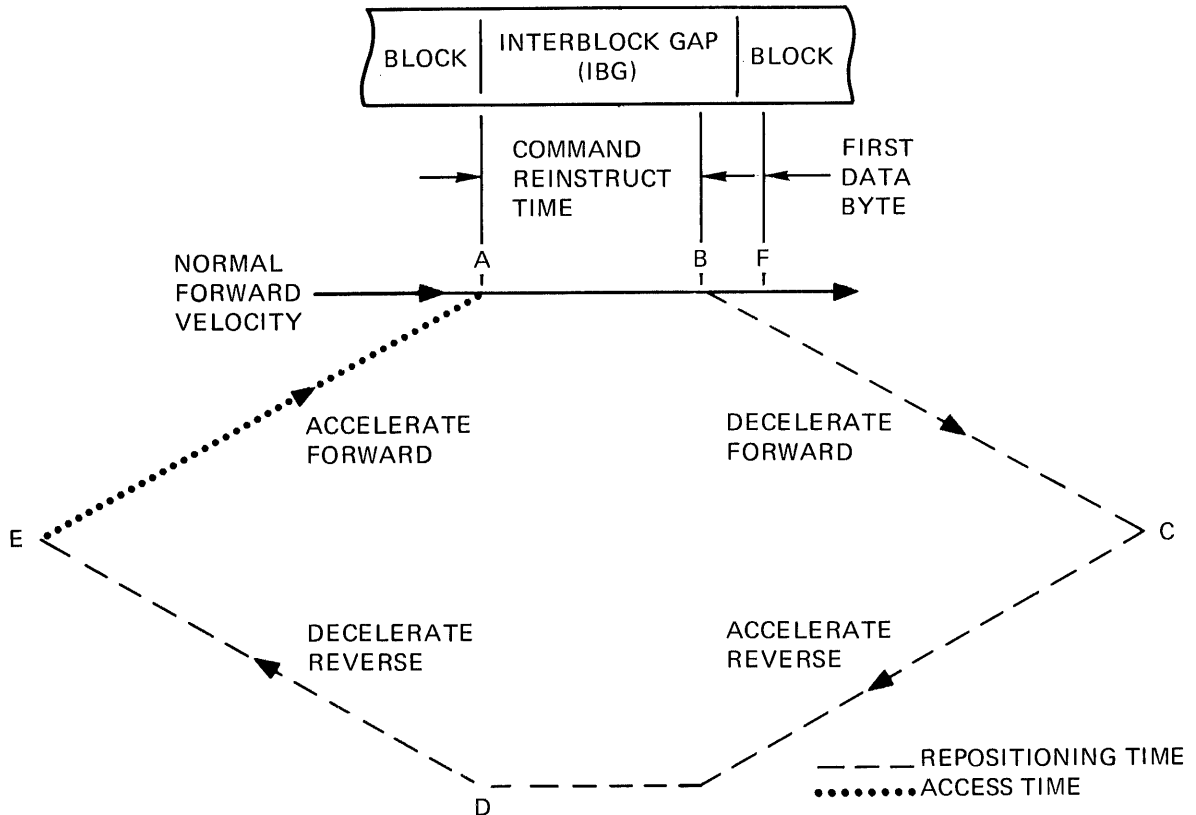 BLOCK
INTERBLOCK GAP
(IBG)
BLOCK
COMMAND
REINSTRUCT
TIME
FIRST
DATA
BYTE
A
B
F
NORMAL
FORWARD
VELOCITY
ACCELERATE
FORWARD
DECELERATE
FORWARD
E
C
DECELERATE
REVERSE
ACCELERATE
REVERSE
D
REPOSITIONING TIME
ACCESS TIME